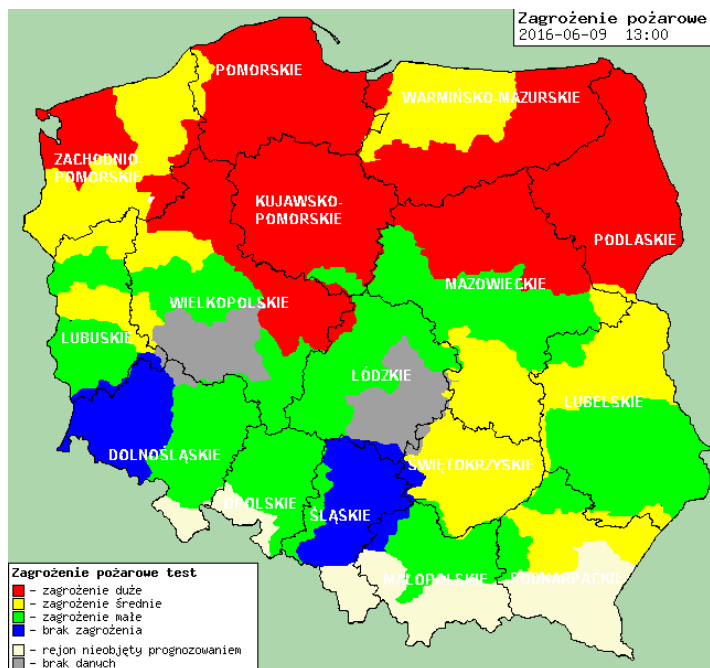 Zagrożenie pożarowe
2016-06-09 13:00
POMORSKIE
WARMIŃSKO-MAZURSKIE
ZACHODNIO-
POMORSKIE
KUJAWSKO-
POMORSKIE
PODLASKIE
MAZOWIECKIE
WIELKOPOLSKIE
LUBUSKIE
ŁÓDZKIE
LUBELSKIE
DOLNOŚLĄSKIE
ŚWIĘTOKRZYSKIE
OPOLSKIE
ŚLĄSKIE
MAŁOPOLSKIE
PODKARPACKIE
Zagrożenie pożarowe test
- zagrożenie duże
- zagrożenie średnie
- zagrożenie małe
- brak zagrożenia
- rejon nieobjęty prognozowaniem
- brak danych